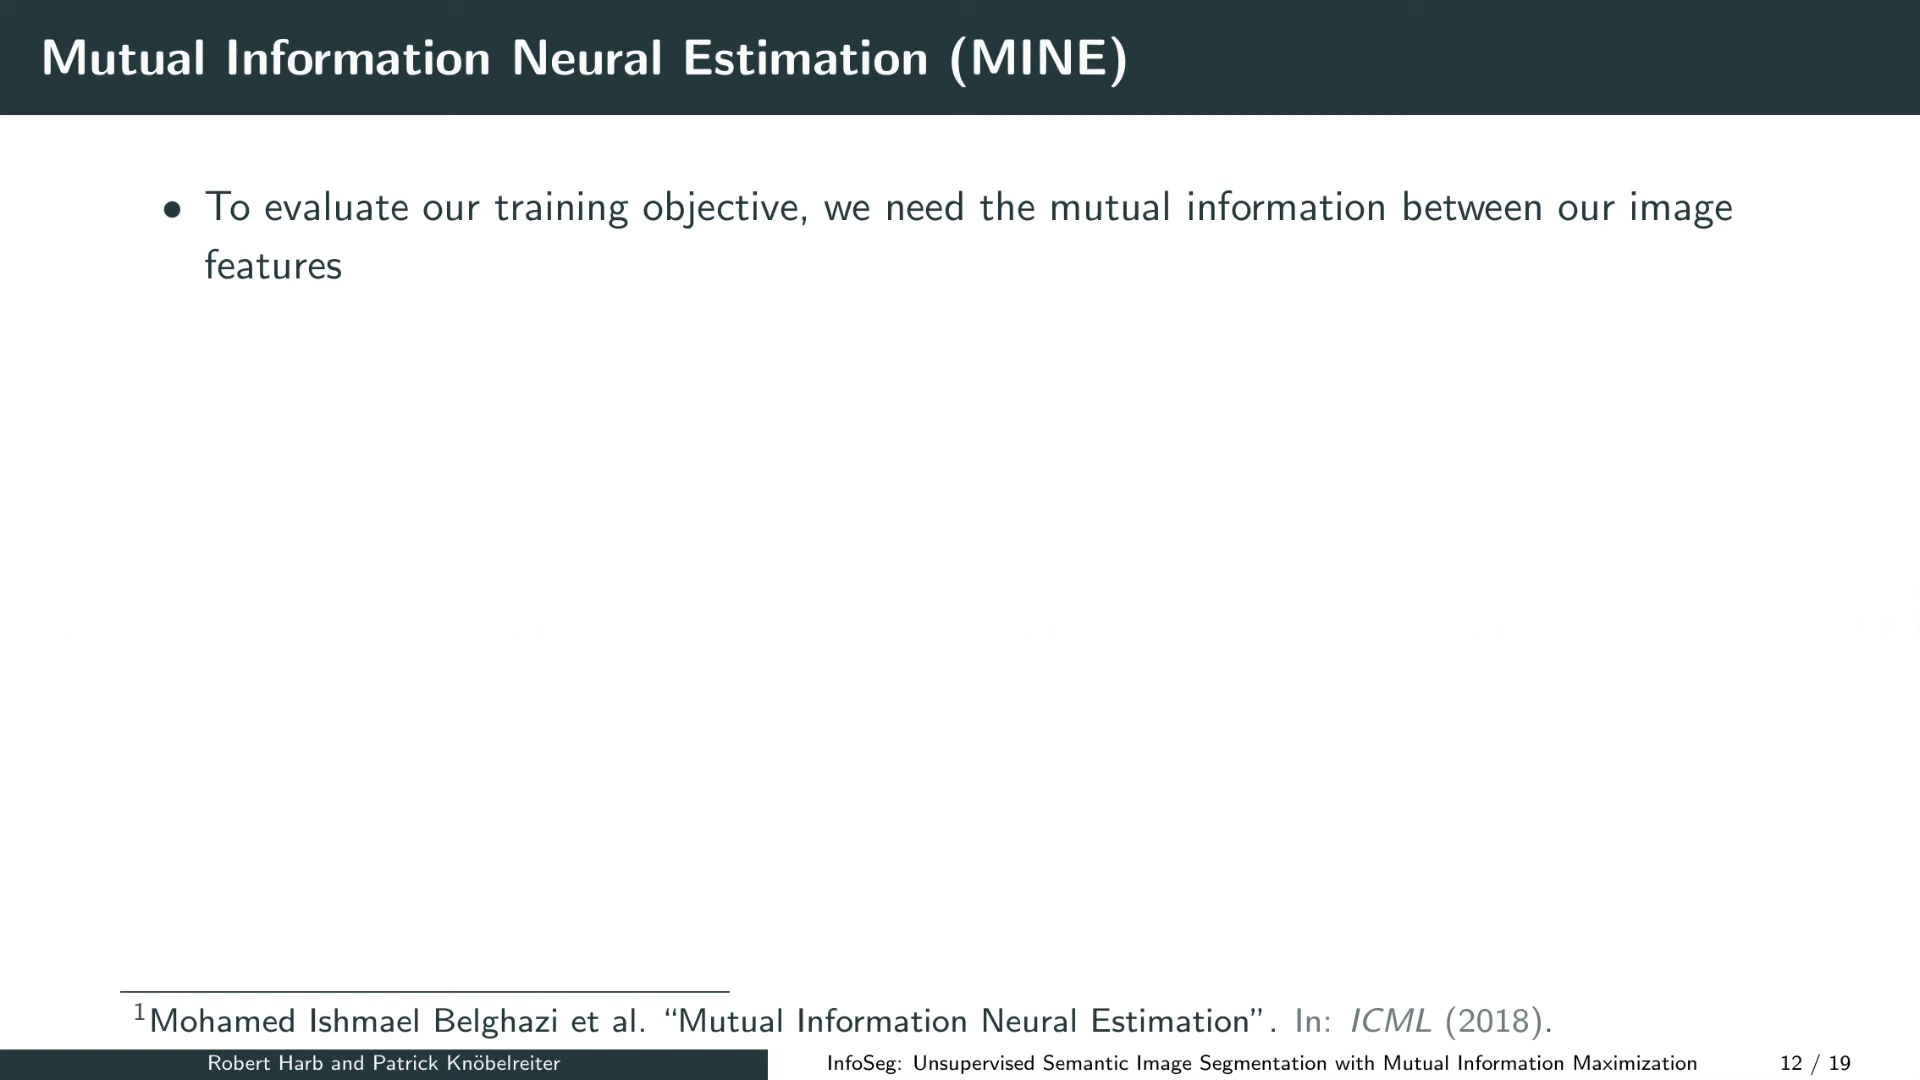 Mutual Information Neural Estimation (MINE)
• To evaluate our training objective, we need the mutual information between our image
features
¹Mohamed Ishmael Belghazi et al. “Mutual Information Neural Estimation”. In: ICML (2018).
Robert Harb and Patrick Knöbelreiter InfoSeg: Unsupervised Semantic Image Segmentation with Mutual Information Maximization 12 / 19